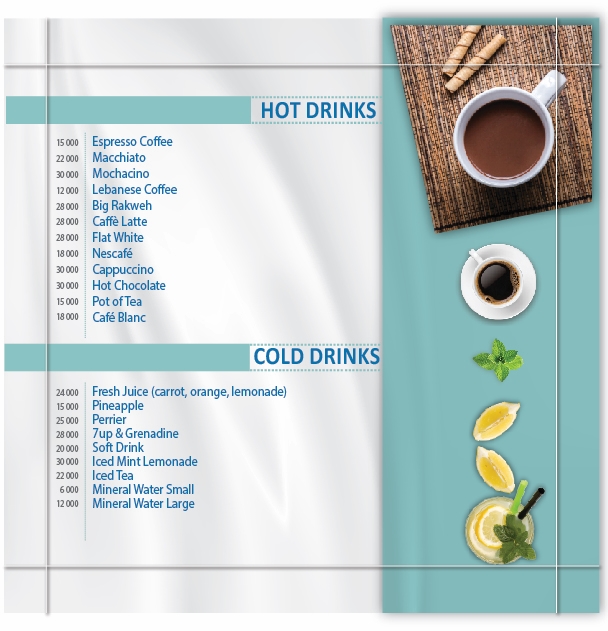 HOT DRINKS
15 000 Espresso Coffee
22 000 Macchiato
30 000 Mochacino
12 000 Lebanese Coffee
28 000 Big Rakweh
28 000 Caffè Latte
28 000 Flat White
18 000 Nescafé
30 000 Cappuccino
30 000 Hot Chocolate
15 000 Pot of Tea
18 000 Café Blanc
COLD DRINKS
24 000 Fresh Juice (carrot, orange, lemonade)
15 000 Pineapple
25 000 Perrier
28 000 7up & Grenadine
20 000 Soft Drink
30 000 Iced Mint Lemonade
22 000 Iced Tea
6 000 Mineral Water Small
12 000 Mineral Water Large